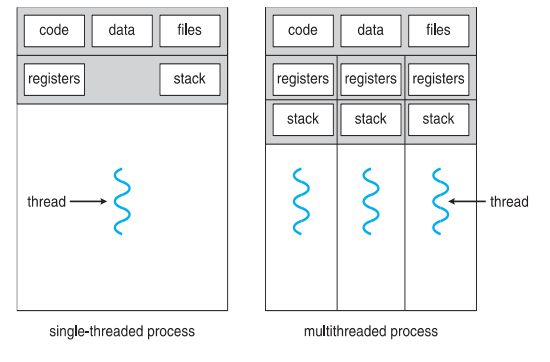 code data files
registers stack
thread
single-threaded process
code data files
registers registers registers
stack stack stack
thread
multithreaded process